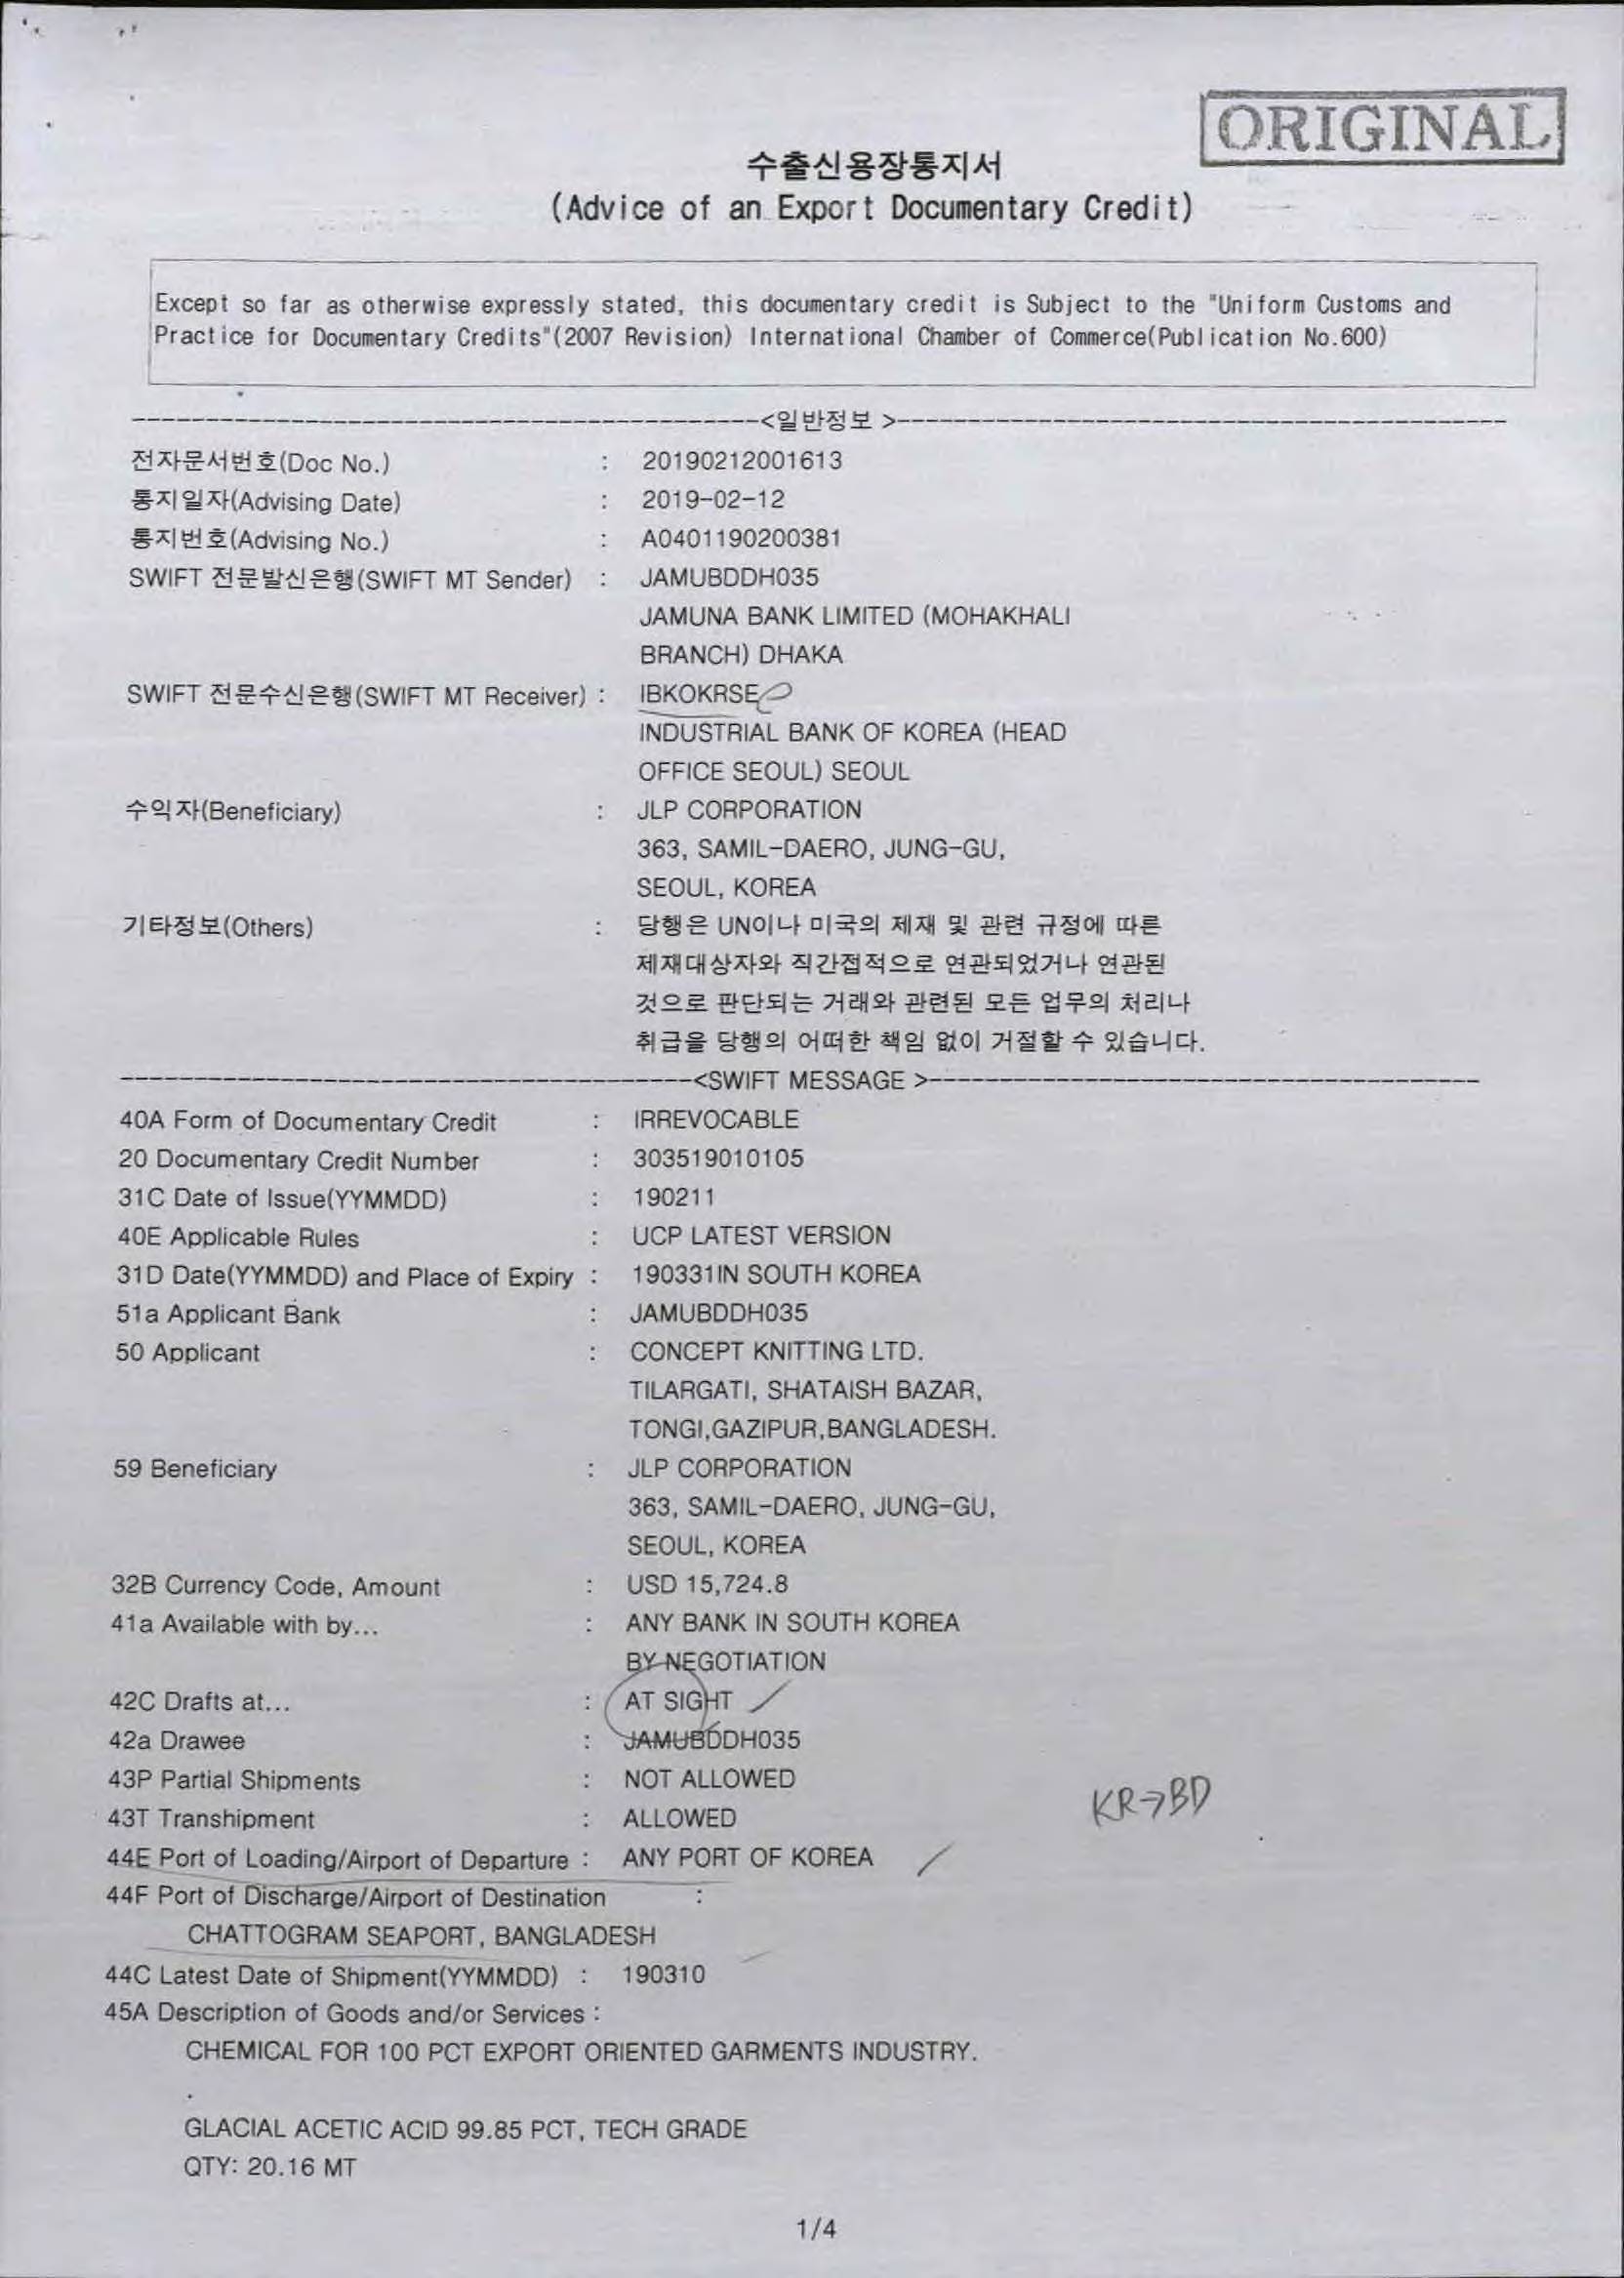 ORIGINAL
수출신용장통지서
(Advice of an Export Documentary Credit)
Except so far as otherwise expressly stated, this documentary credit is Subject to the "Uniform Customs and
Practice for Documentary Credits"(2007 Revision) International Chamber of Commerce(Publication No.600)
<일반정보 >
전자문서번호(Doc No.) : 20190212001613
통지일자(Advising Date) : 2019-02-12
통지번호(Advising No.) : A0401190200381
SWIFT 전문발신은행(SWIFT MT Sender) : JAMUBDDH035
JAMUNA BANK LIMITED (MOHAKHALI
BRANCH) DHAKA
SWIFT 전문수신은행(SWIFT MT Receiver) : IBKOKRSE
INDUSTRIAL BANK OF KOREA (HEAD
OFFICE SEOUL) SEOUL
수익자(Beneficiary) : JLP CORPORATION
363, SAMIL-DAERO, JUNG-GU,
SEOUL, KOREA
기타정보(Others) : 당행은 UN이나 미국의 제재 및 관련 규정에 따른
제재대상자와 직간접적으로 연관되었거나 연관된
것으로 판단되는 거래와 관련된 모든 업무의 처리나
취급을 당행의 어떠한 책임 없이 거절할 수 있습니다.
<SWIFT MESSAGE >
40A Form of Documentary Credit : IRREVOCABLE
20 Documentary Credit Number : 303519010105
31C Date of Issue(YYMMDD) : 190211
40E Applicable Rules : UCP LATEST VERSION
31D Date(YYMMDD) and Place of Expiry : 190331IN SOUTH KOREA
51a Applicant Bank : JAMUBDDH035
50 Applicant : CONCEPT KNITTING LTD.
TILARGATI, SHATAISH BAZAR,
TONGI,GAZIPUR,BANGLADESH.
59 Beneficiary : JLP CORPORATION
363, SAMIL-DAERO, JUNG-GU,
SEOUL, KOREA
32B Currency Code, Amount : USD 15,724.8
41a Available with by... : ANY BANK IN SOUTH KOREA
BY NEGOTIATION
42C Drafts at... : AT SIGHT
42a Drawee : JAMUBDDH035
43P Partial Shipments : NOT ALLOWED
KR→BD
43T Transhipment : ALLOWED
44E Port of Loading/Airport of Departure : ANY PORT OF KOREA
44F Port of Discharge/Airport of Destination :
CHATTOGRAM SEAPORT, BANGLADESH
44C Latest Date of Shipment(YYMMDD) : 190310
45A Description of Goods and/or Services :
CHEMICAL FOR 100 PCT EXPORT ORIENTED GARMENTS INDUSTRY.
.
GLACIAL ACETIC ACID 99.85 PCT, TECH GRADE
QTY: 20.16 MT
1/4